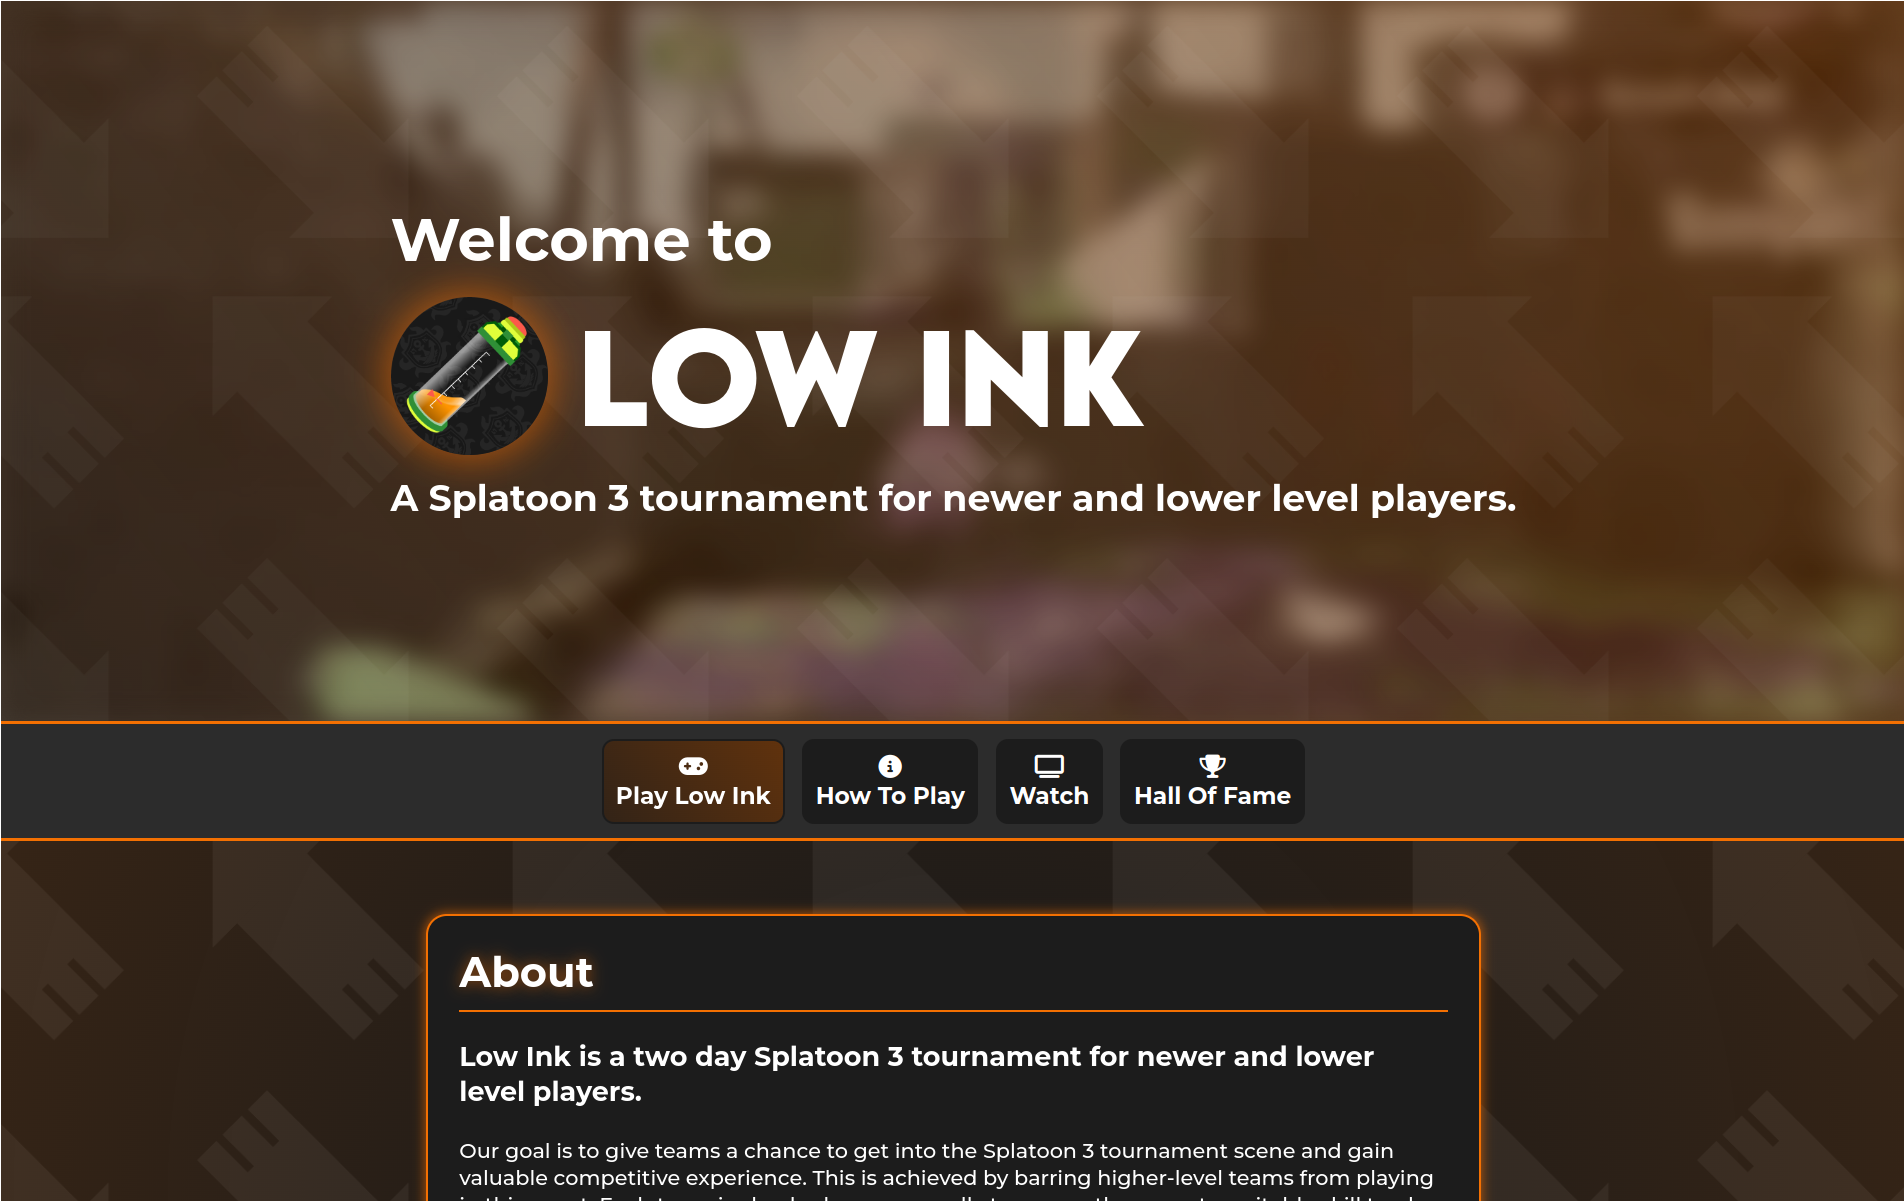 Welcome to
LOW INK
A Splatoon 3 tournament for newer and lower level players.
Play Low Ink
How To Play
Watch
Hall Of Fame
About
Low Ink is a two day Splatoon 3 tournament for newer and lower
level players.
Our goal is to give teams a chance to get into the Splatoon 3 tournament scene and gain
valuable competitive experience. This is achieved by barring higher-level teams from playing